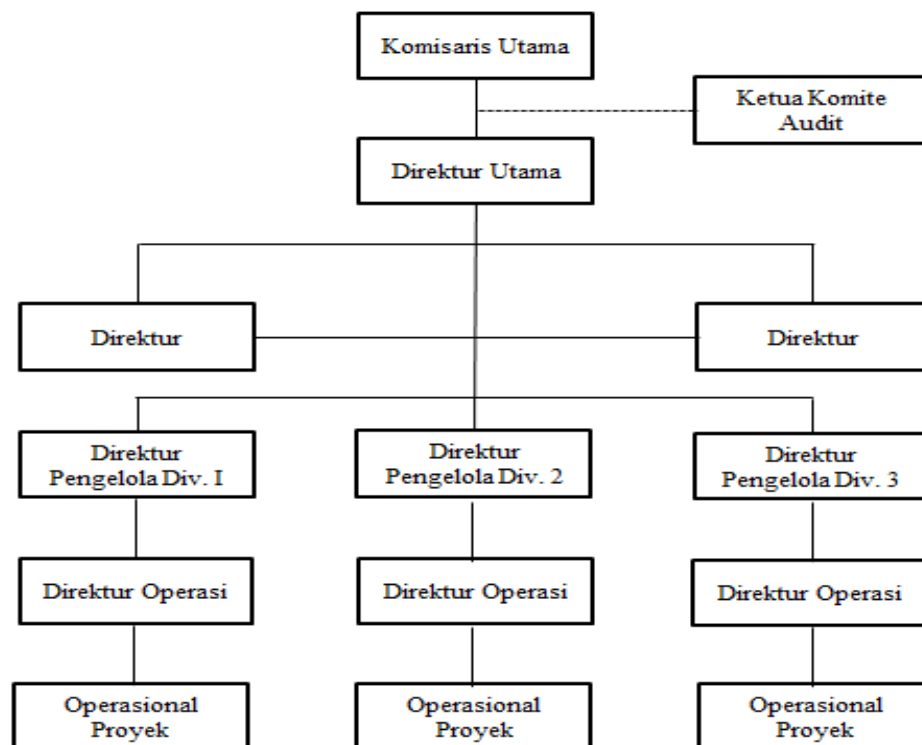 Komisaris Utama
Ketua Komite
Audit
Direktur Utama
Direktur
Direktur
Direktur
Pengelola Div. I
Direktur
Pengelola Div. 2
Direktur
Pengelola Div. 3
Direktur Operasi
Direktur Operasi
Direktur Operasi
Operasional
Proyek
Operasional
Proyek
Operasional
Proyek